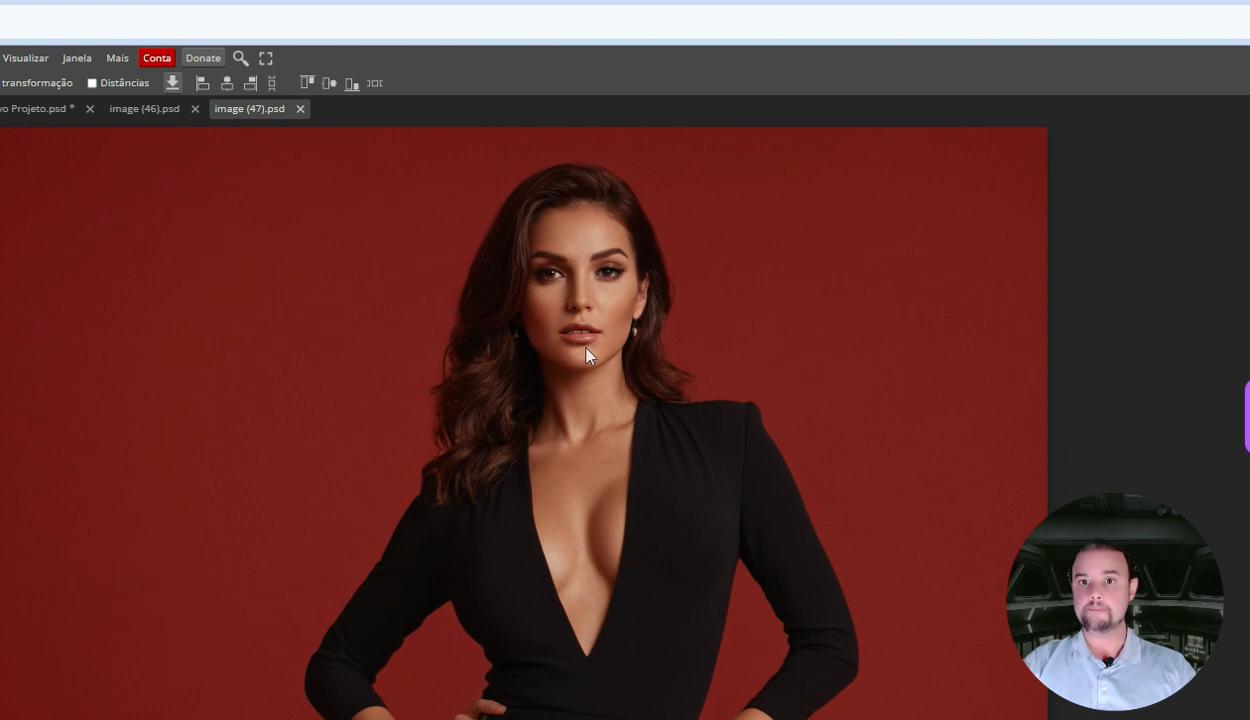 Visualizar Janela Mais Conta Donate
transformação Distâncias
vo Projeto.psd * image (46).psd image (47).psd